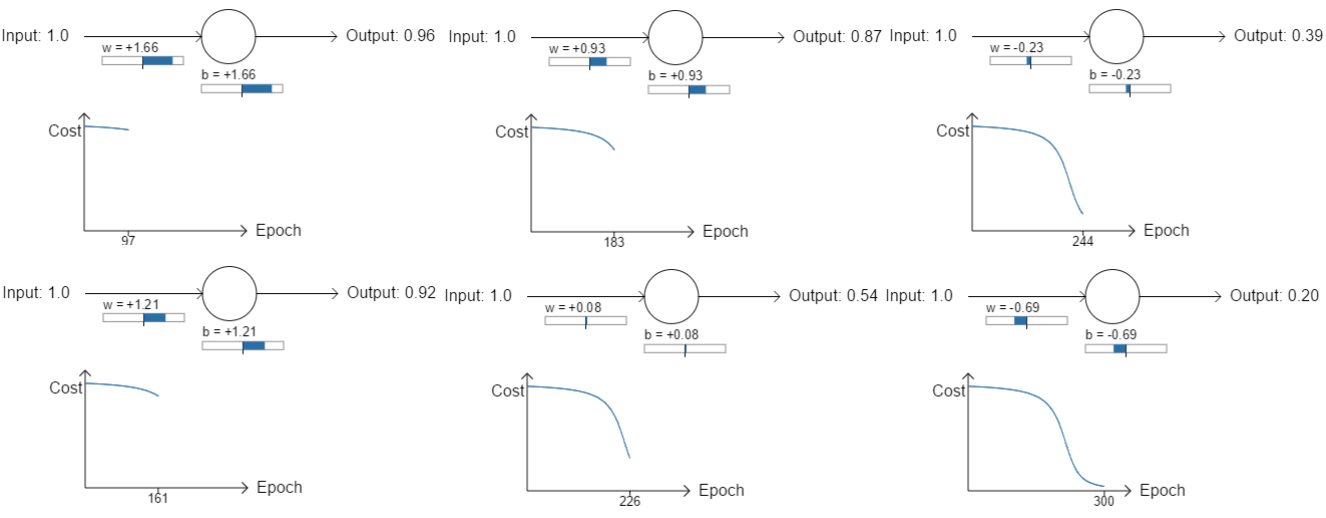 Input: 1.0
w = +1.66
b = +1.66
Output: 0.96
Cost
Epoch
97
Input: 1.0
w = +0.93
b = +0.93
Output: 0.87
Cost
Epoch
183
Input: 1.0
w = -0.23
b = -0.23
Output: 0.39
Cost
Epoch
244
Input: 1.0
w = +1.21
b = +1.21
Output: 0.92
Cost
Epoch
161
Input: 1.0
w = +0.08
b = +0.08
Output: 0.54
Cost
Epoch
226
Input: 1.0
w = -0.69
b = -0.69
Output: 0.20
Cost
Epoch
300